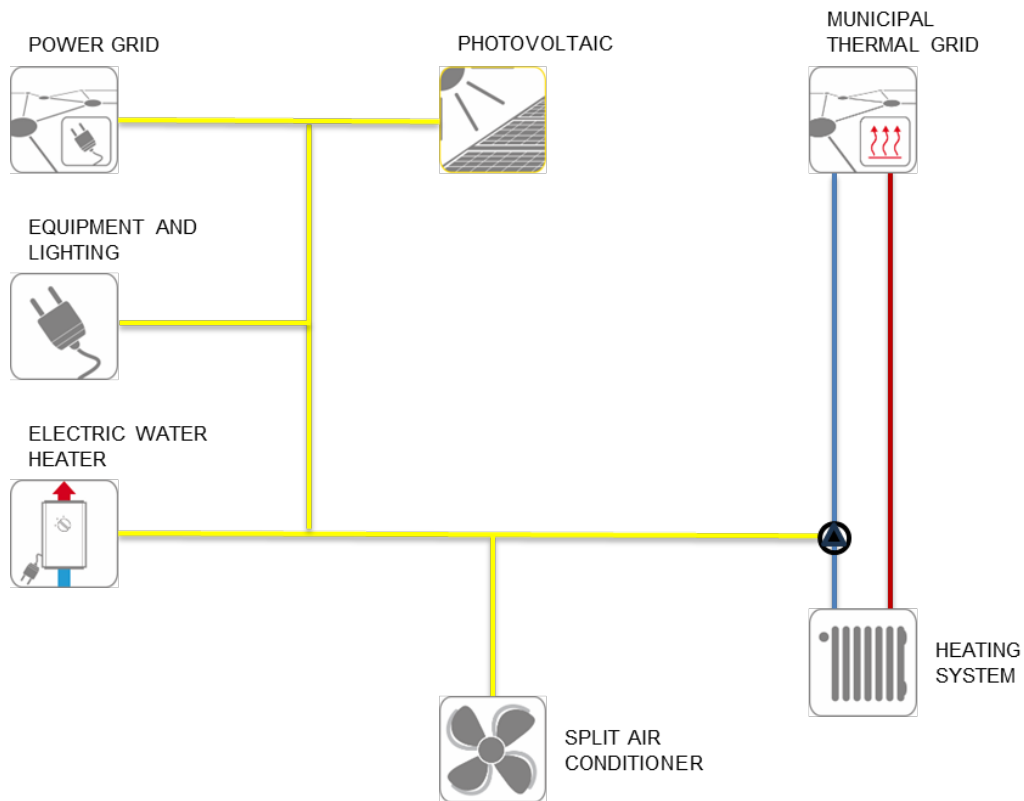 POWER GRID
PHOTOVOLTAIC
MUNICIPAL
THERMAL GRID
EQUIPMENT AND
LIGHTING
ELECTRIC WATER
HEATER
HEATING
SYSTEM
SPLIT AIR
CONDITIONER